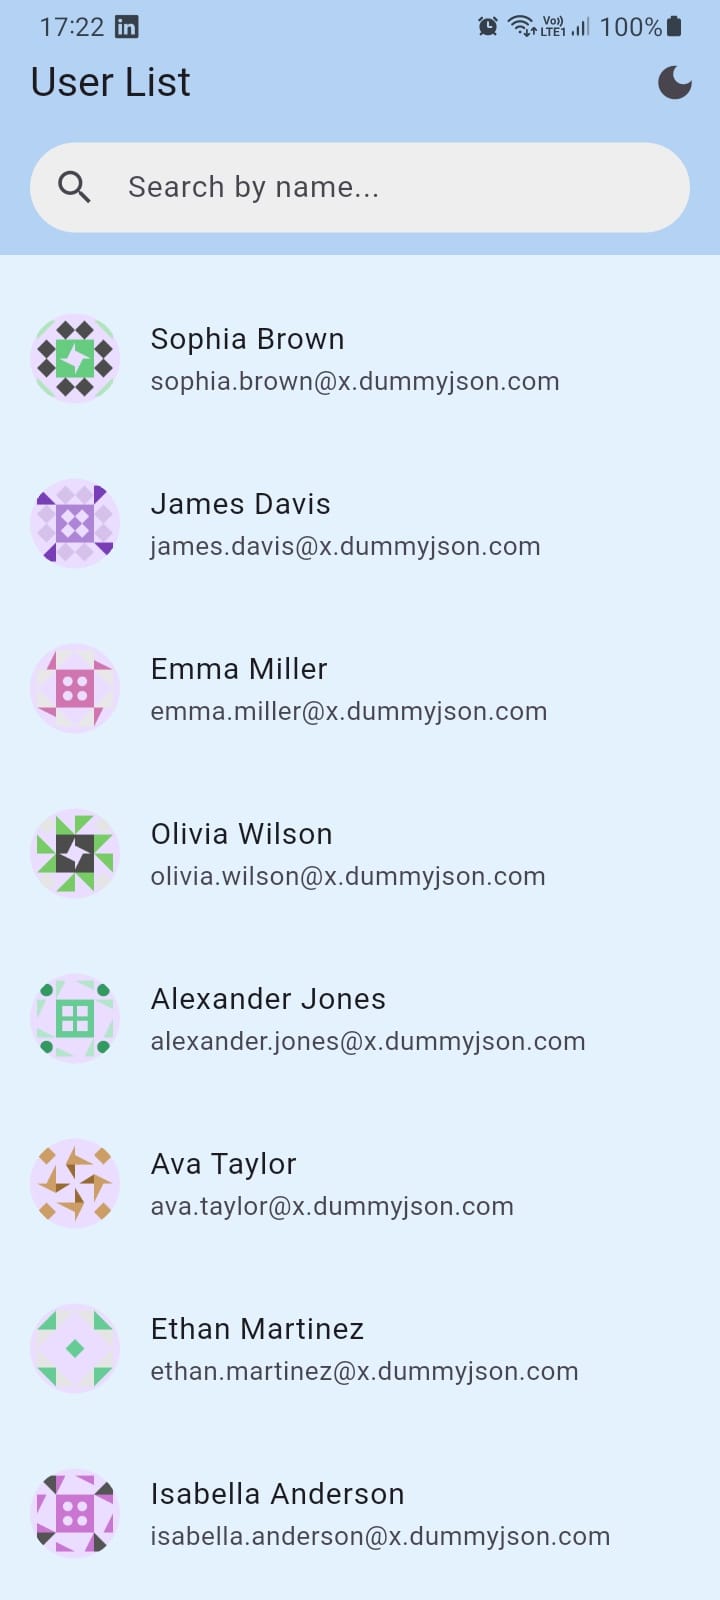 17:22 in Vo)) LTE1 100%
User List
Search by name...
Sophia Brown
sophia.brown@x.dummyjson.com
James Davis
james.davis@x.dummyjson.com
Emma Miller
emma.miller@x.dummyjson.com
Olivia Wilson
olivia.wilson@x.dummyjson.com
Alexander Jones
alexander.jones@x.dummyjson.com
Ava Taylor
ava.taylor@x.dummyjson.com
Ethan Martinez
ethan.martinez@x.dummyjson.com
Isabella Anderson
isabella.anderson@x.dummyjson.com